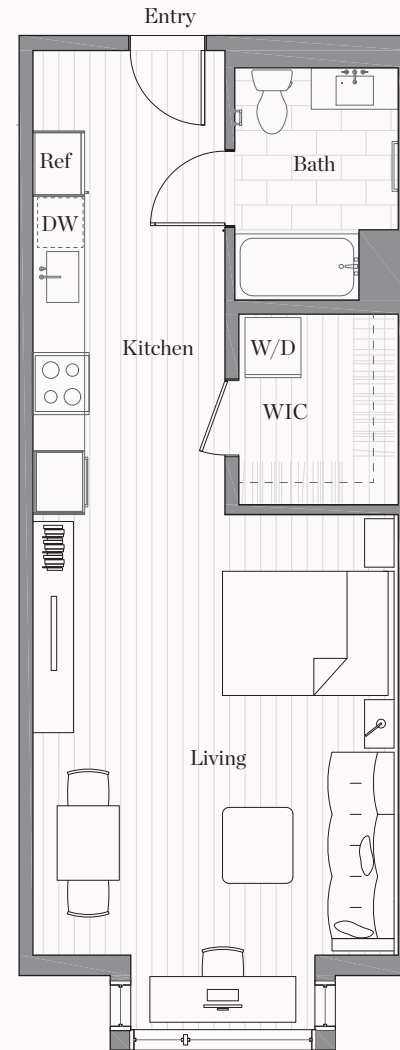 Entry
Ref
Bath
DW
Kitchen
W/D
WIC
Living